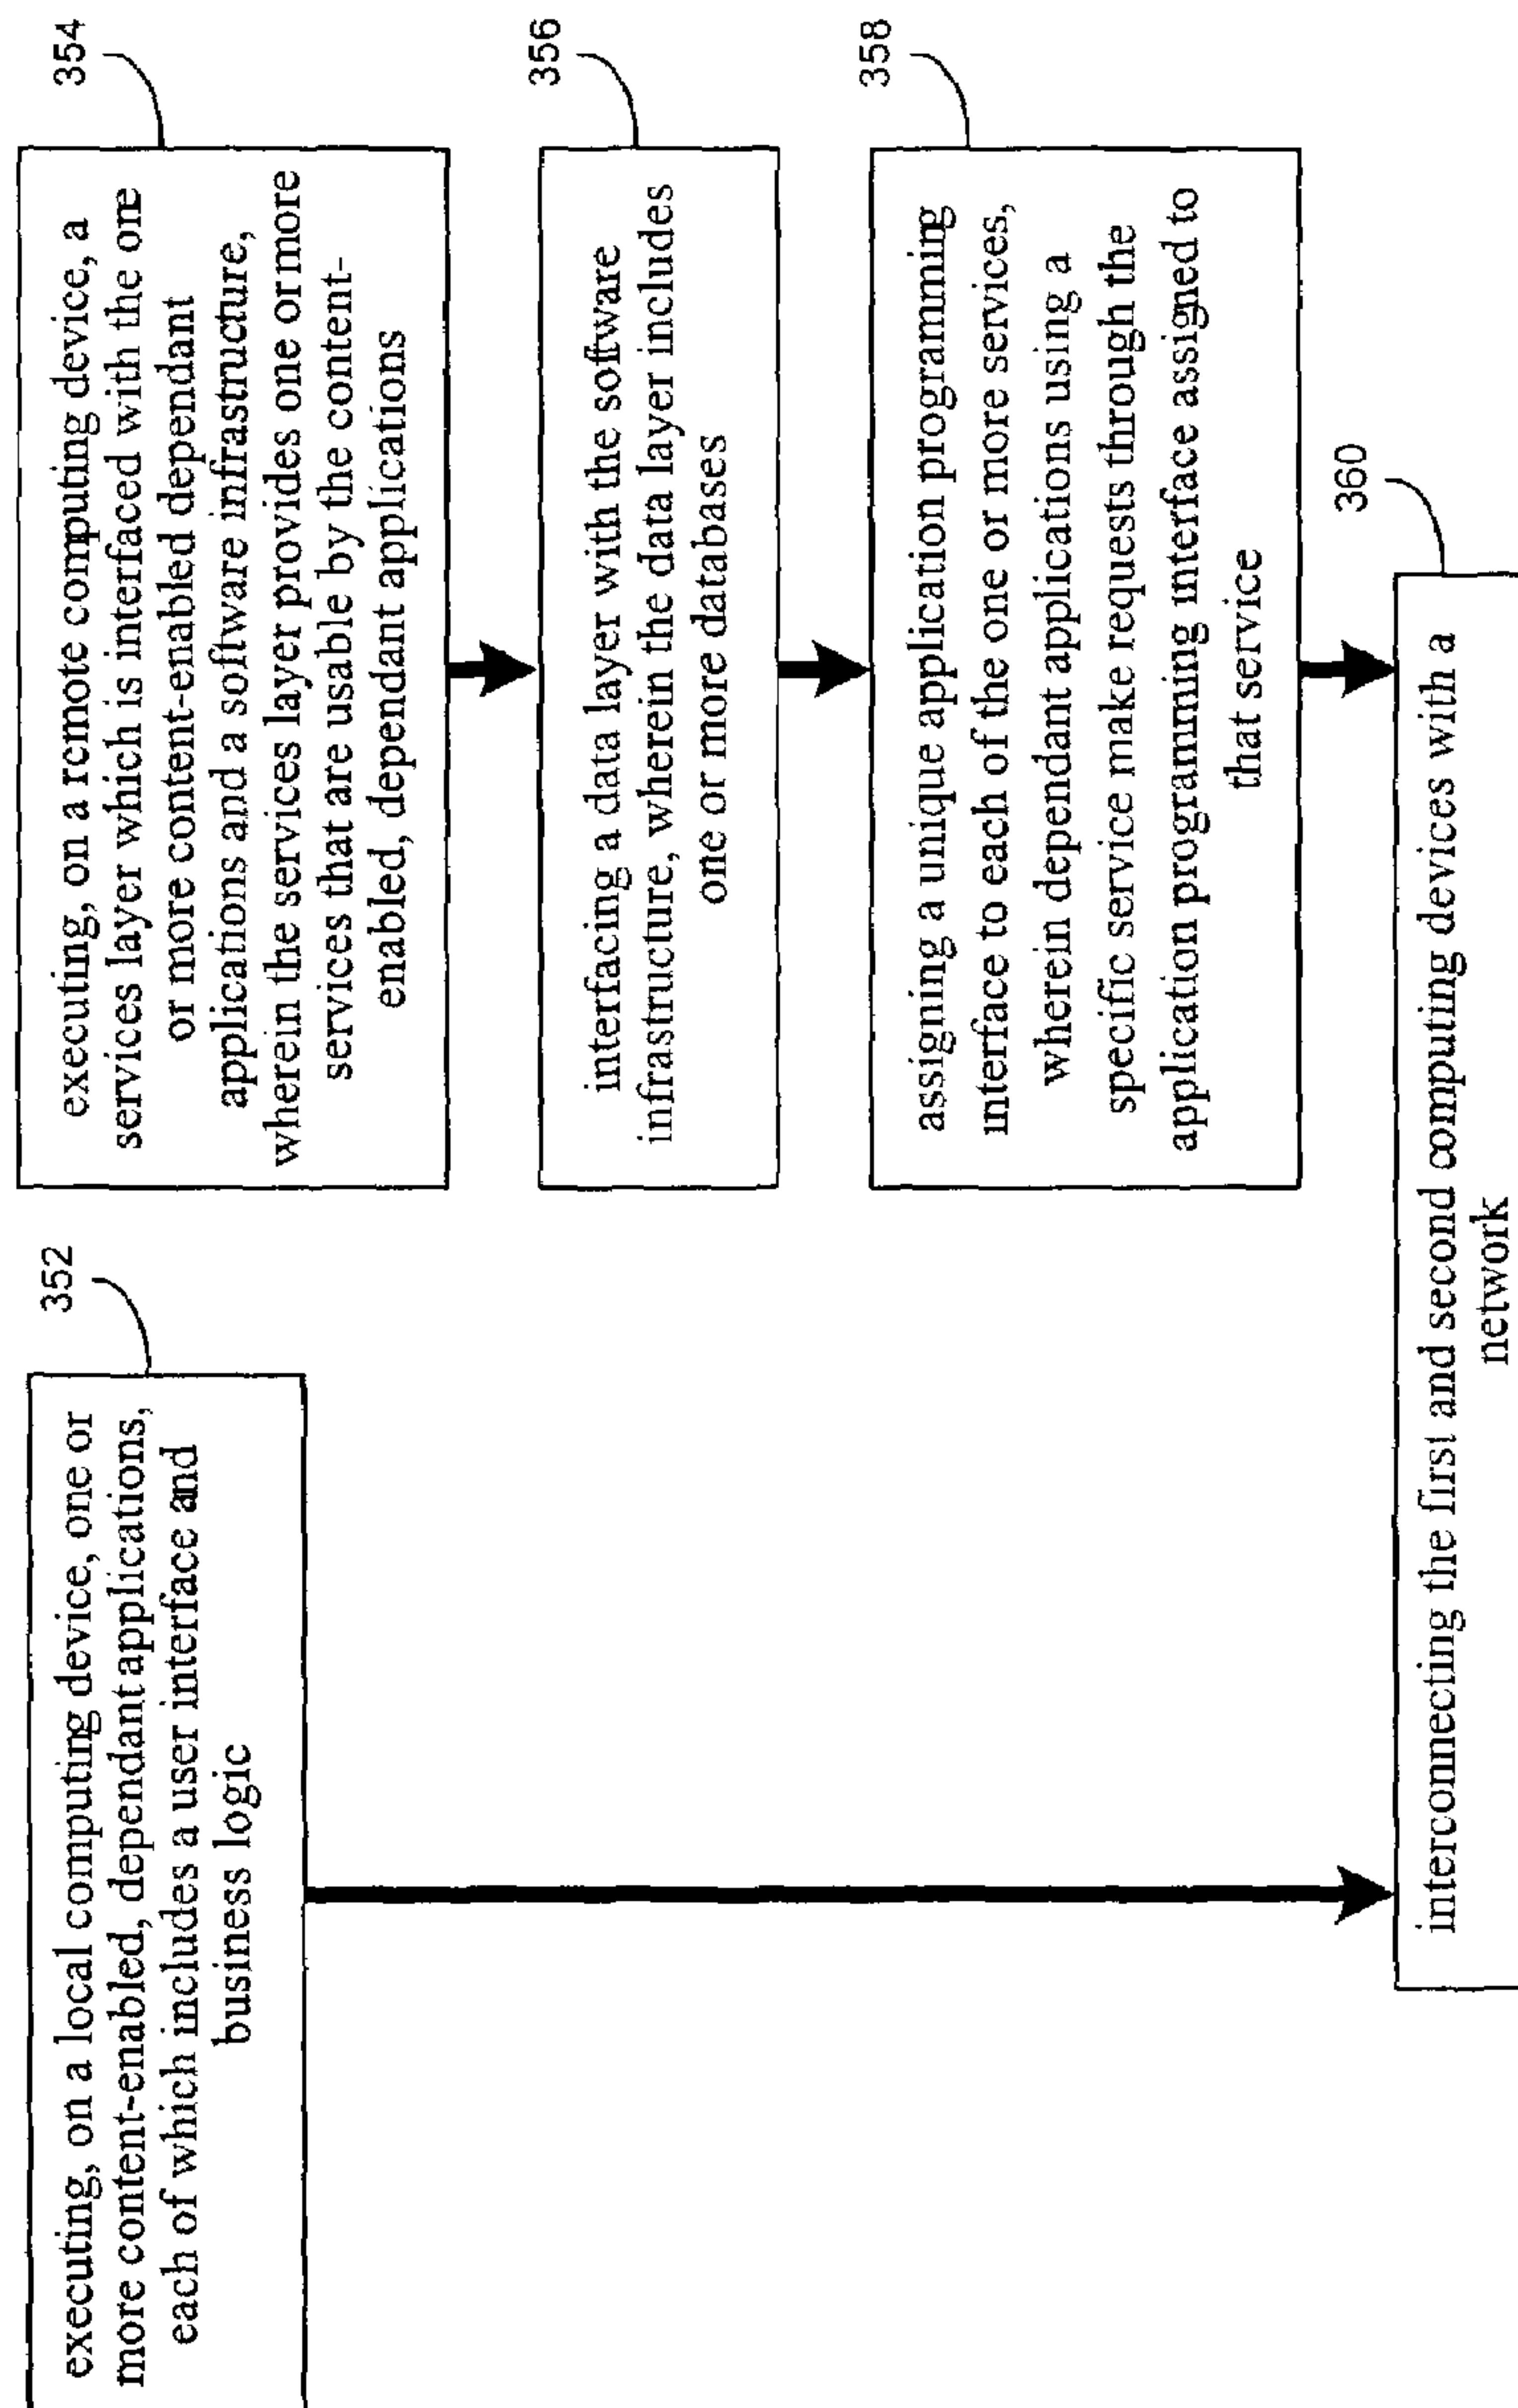 352
executing, on a local computing device, one or
more content-enabled, dependant applications,
each of which includes a user interface and
business logic
354
executing, on a remote computing device, a
services layer which is interfaced with the one
or more content-enabled dependant
applications and a software infrastructure,
wherein the services layer provides one or more
services that are usable by the content-
enabled, dependant applications
356
interfacing a data layer with the software
infrastructure, wherein the data layer includes
one or more databases
358
assigning a unique application programming
interface to each of the one or more services,
wherein dependant applications using a
specific service make requests through the
application programming interface assigned to
that service
360
interconnecting the first and second computing devices with a
network